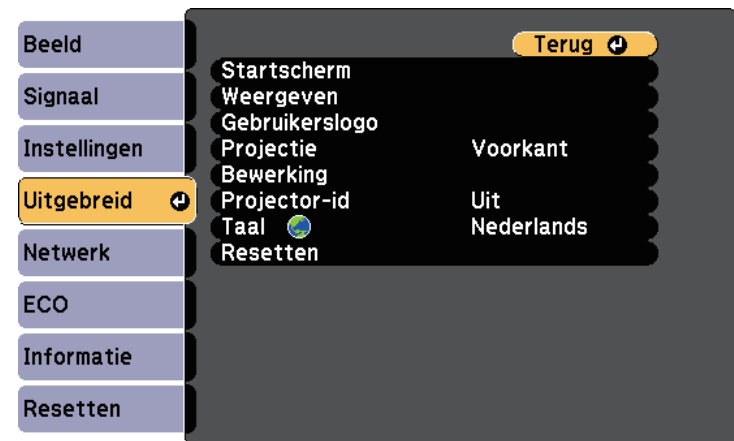 Beeld
Signaal
Instellingen
Uitgebreid
Netwerk
ECO
Informatie
Resetten
Terug
Startscherm
Weergeven
Gebruikerslogo
Projectie Voorkant
Bewerking
Projector-id Uit
Taal Nederlands
Resetten